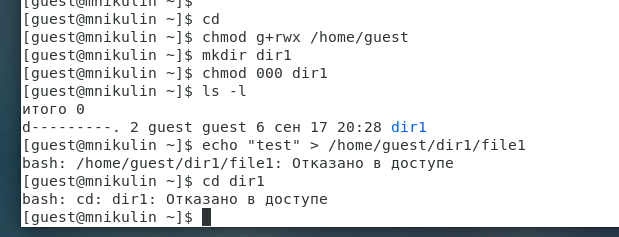 [guest@mnikulin ~]$
[guest@mnikulin ~]$ cd
[guest@mnikulin ~]$ chmod g+rwx /home/guest
[guest@mnikulin ~]$ mkdir dir1
[guest@mnikulin ~]$ chmod 000 dir1
[guest@mnikulin ~]$ ls -l
итого 0
d---------. 2 guest guest 6 сен 17 20:28 dir1
[guest@mnikulin ~]$ echo "test" > /home/guest/dir1/file1
bash: /home/guest/dir1/file1: Отказано в доступе
[guest@mnikulin ~]$ cd dir1
bash: cd: dir1: Отказано в доступе
[guest@mnikulin ~]$